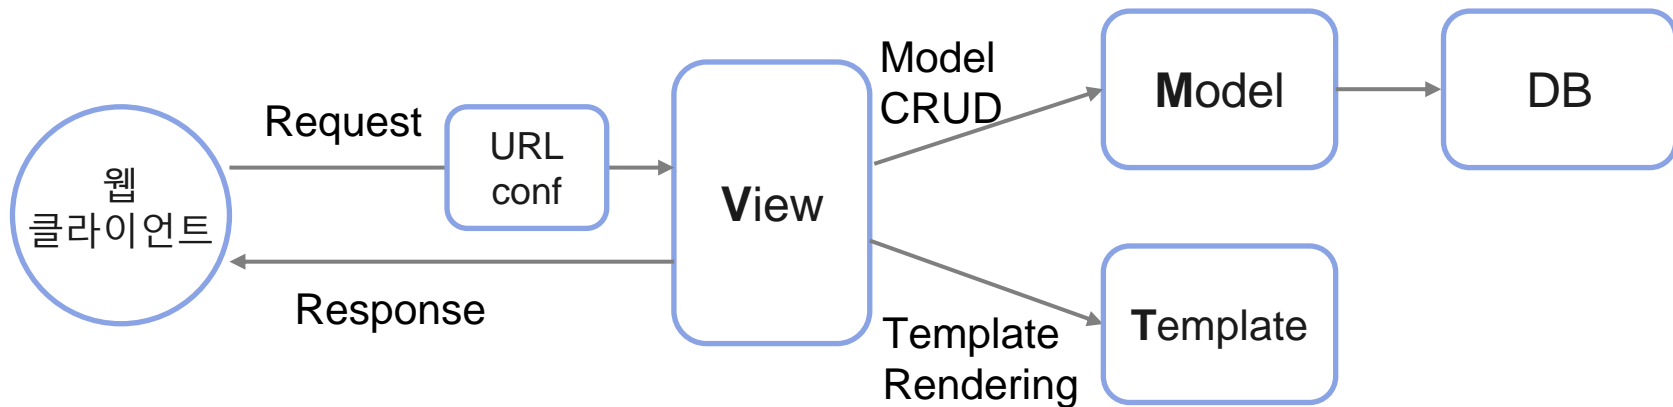 웹
클라이언트
Request
URL
conf
Response
View
Model
CRUD
Model
DB
Template
Rendering
Template